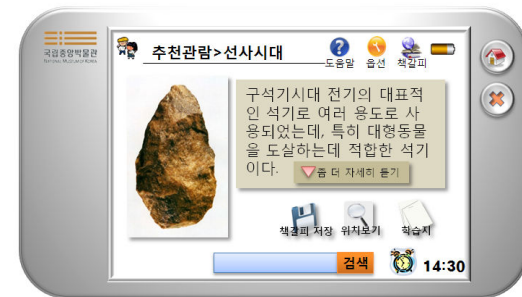 국립중앙박물관
National Museum of Korea
추천관람>선사시대
도움말 옵션 책갈피
구석기시대 전기의 대표적
인 석기로 여러 용도로 사
용되었는데, 특히 대형동물
을 도살하는데 적합한 석기
이다.
좀 더 자세히 듣기
책갈피 저장 위치보기 학습지
검색 14:30